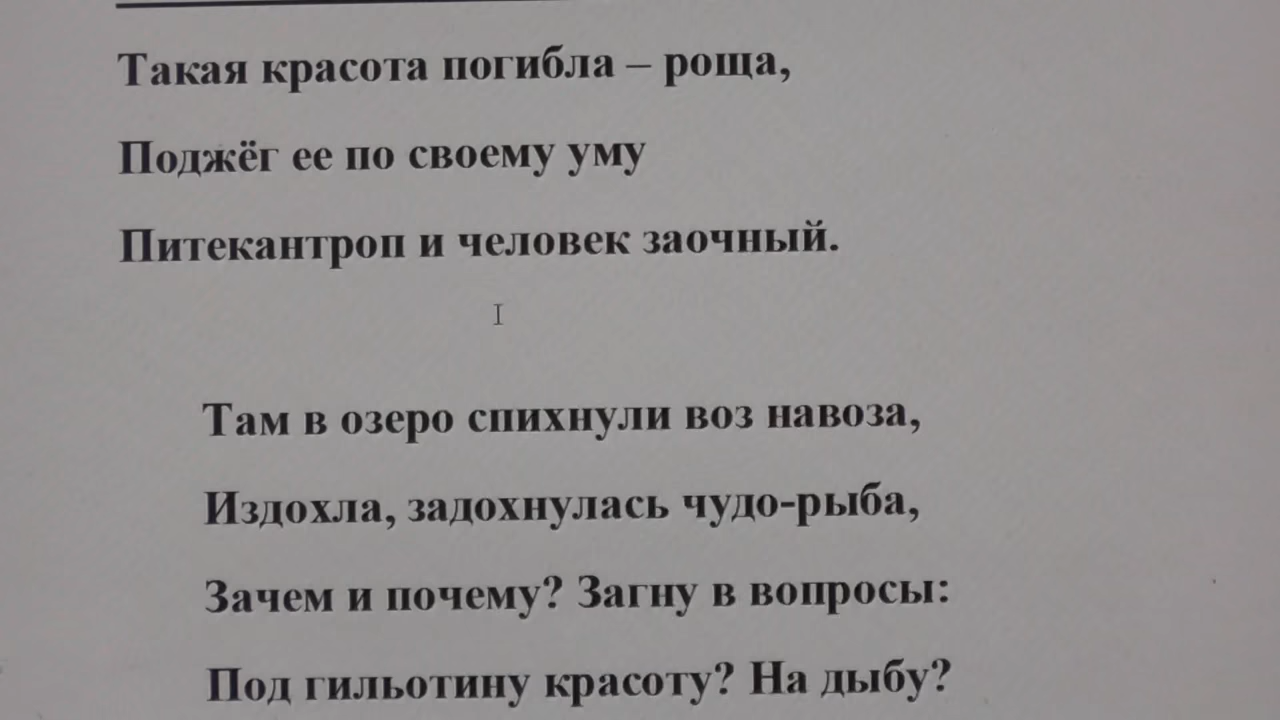 Такая красота погибла – роща,
Поджёг ее по своему уму
Питекантроп и человек заочный.
Там в озеро спихнули воз навоза,
Издохла, задохнулась чудо-рыба,
Зачем и почему? Загну в вопросы:
Под гильотину красоту? На дыбу?